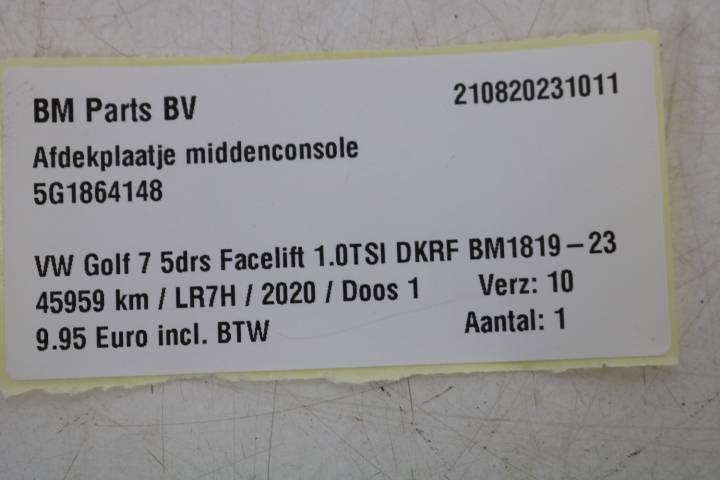 BM Parts BV 210820231011
Afdekplaatje middenconsole
5G1864148
VW Golf 7 5drs Facelift 1.0TSI DKRF BM1819-23
45959 km / LR7H / 2020 / Doos 1 Verz: 10
9.95 Euro incl. BTW Aantal: 1